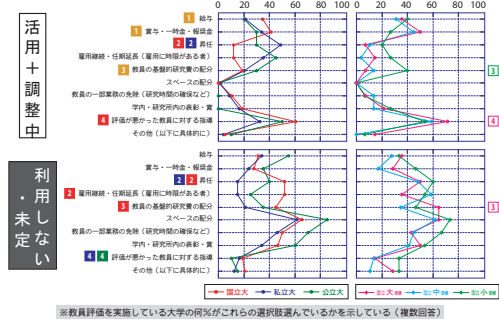 活用＋調整中
給与
1 賞与・一時金・報奨金 1
2 2 昇任
雇用継続・任期延長（雇用に時限がある者）
3 教員の基盤的研究費の配分
スペースの配分
教員の一部業務の免除（研究時間の確保など）
学内・研究所内の表彰・賞
4 評価が悪かった教員に対する指導
その他（以下に具体的に）
0 20 40 60 80 100 0 20 40 60 80 100
3
4
利用しない・未定
給与
賞与・一時金・報奨金
2 2 昇任
2 雇用継続・任期延長（雇用に時限がある者）
3 教員の基盤的研究費の配分
スペースの配分
教員の一部業務の免除（研究時間の確保など）
学内・研究所内の表彰・賞
4 4 評価が悪かった教員に対する指導
その他（以下に具体的に）
0 20 40 60 80 100 0 20 40 60 80 100
3
国立大 私立大 公立大 国立大 国立中 国立小
※教員評価を実施している大学の何％がこれらの選択肢選んでいるかを示している（複数回答）